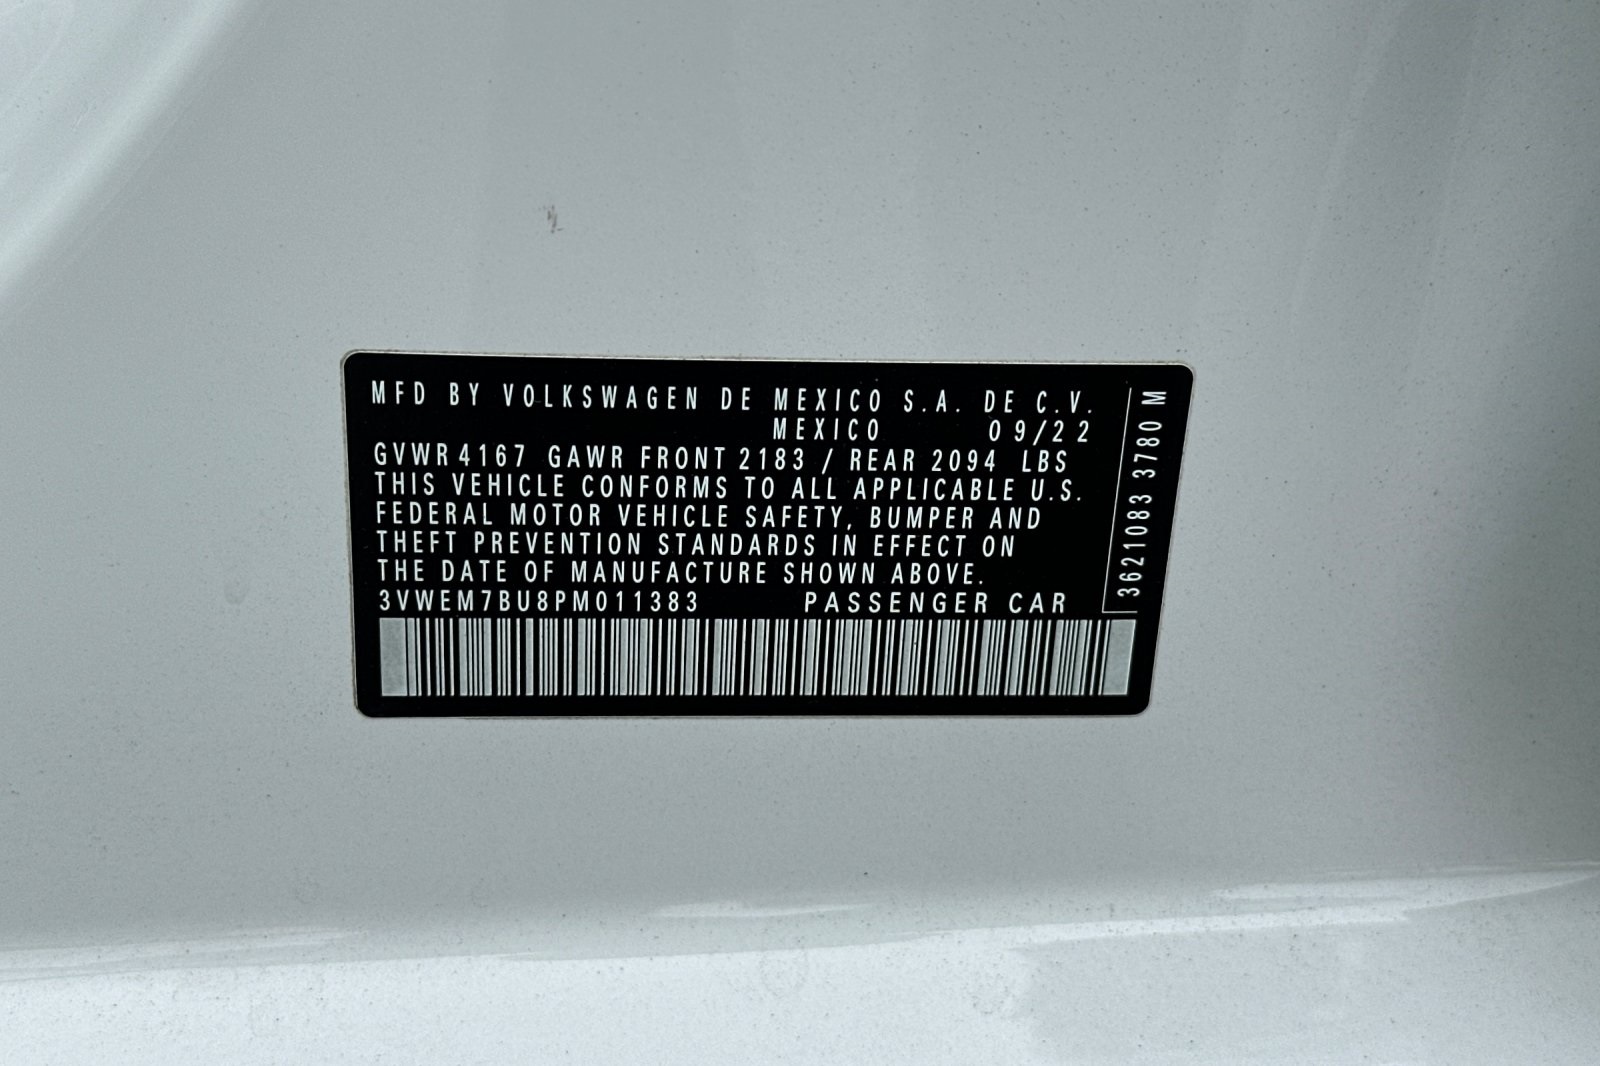 MFD BY VOLKSWAGEN DE MEXICO S.A. DE C.V.
MEXICO 09/22
GVWR 4167 GAWR FRONT 2183 / REAR 2094 LBS
THIS VEHICLE CONFORMS TO ALL APPLICABLE U.S.
FEDERAL MOTOR VEHICLE SAFETY, BUMPER AND
THEFT PREVENTION STANDARDS IN EFFECT ON
THE DATE OF MANUFACTURE SHOWN ABOVE.
3VWEM7BU8PM011383 PASSENGER CAR
3621083 3780 M